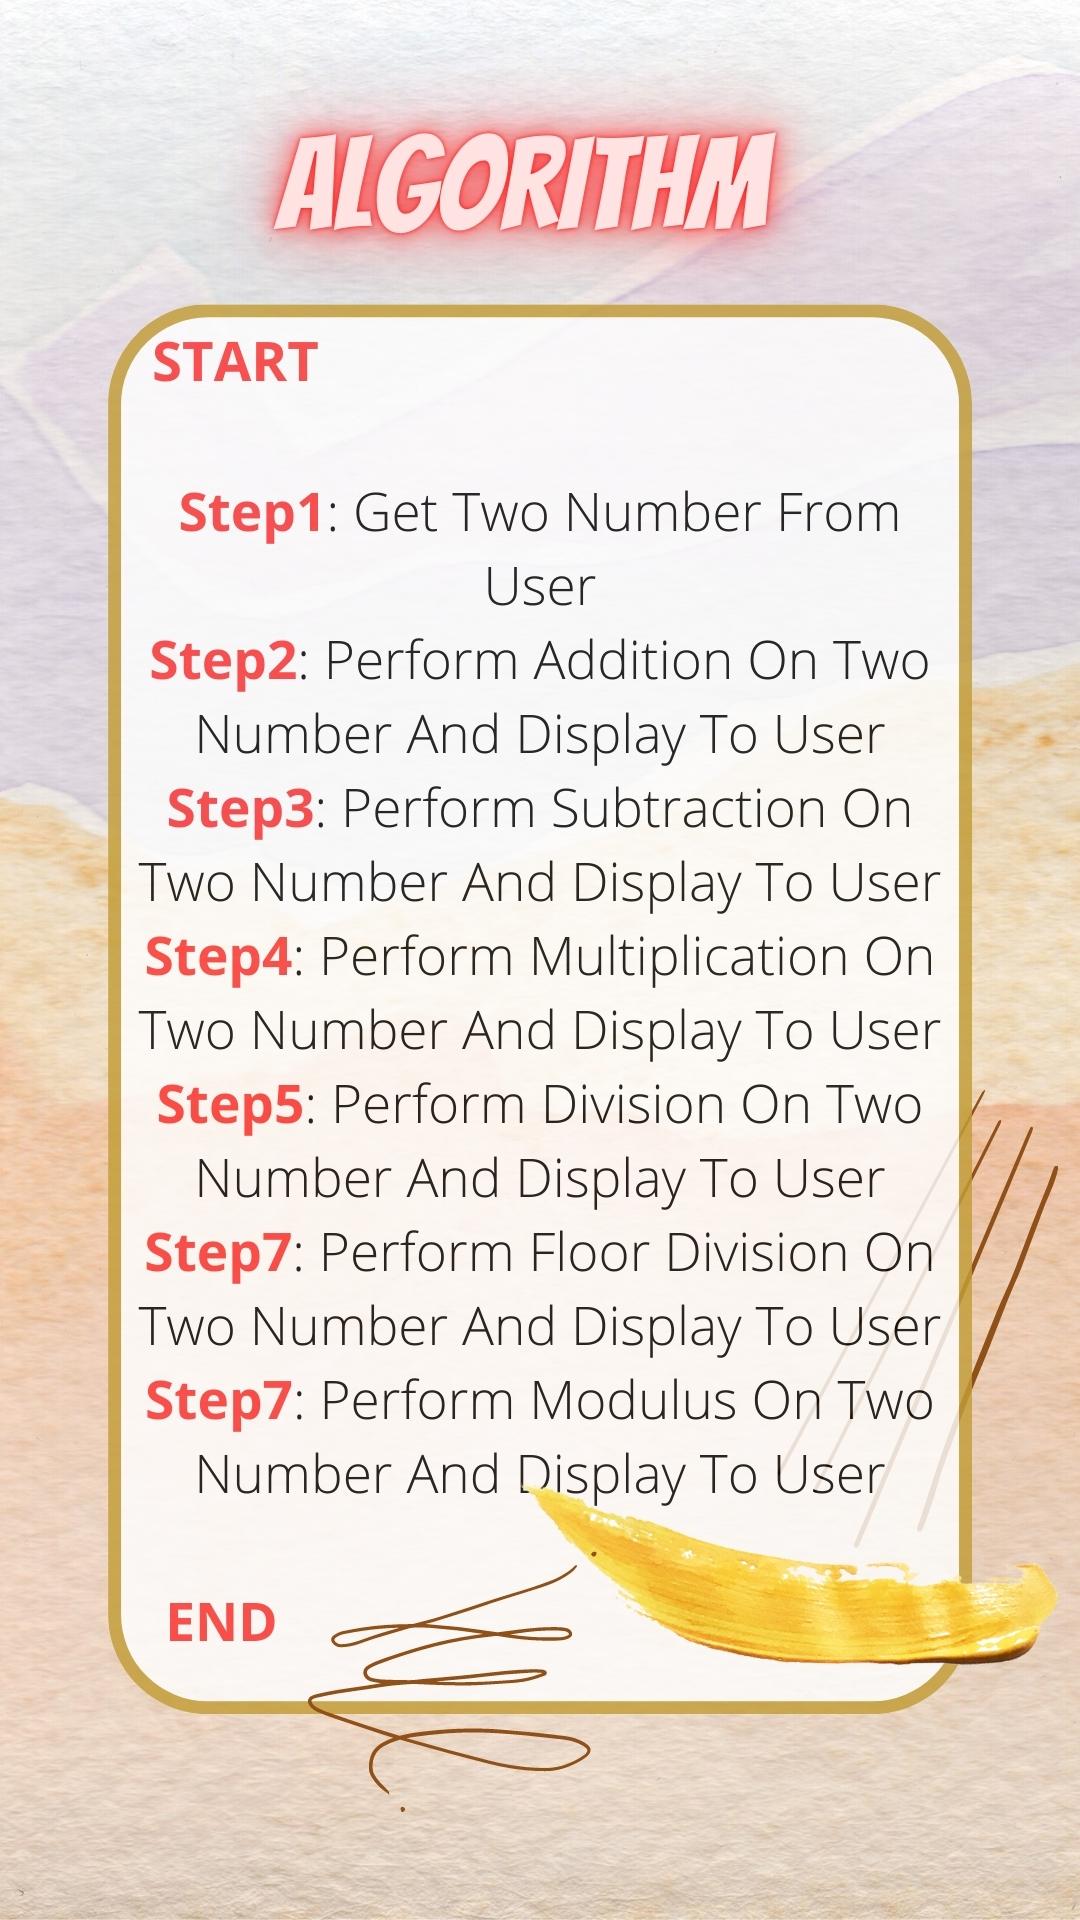 ALGORITHM
START
Step1: Get Two Number From
User
Step2: Perform Addition On Two
Number And Display To User
Step3: Perform Subtraction On
Two Number And Display To User
Step4: Perform Multiplication On
Two Number And Display To User
Step5: Perform Division On Two
Number And Display To User
Step7: Perform Floor Division On
Two Number And Display To User
Step7: Perform Modulus On Two
Number And Display To User
END